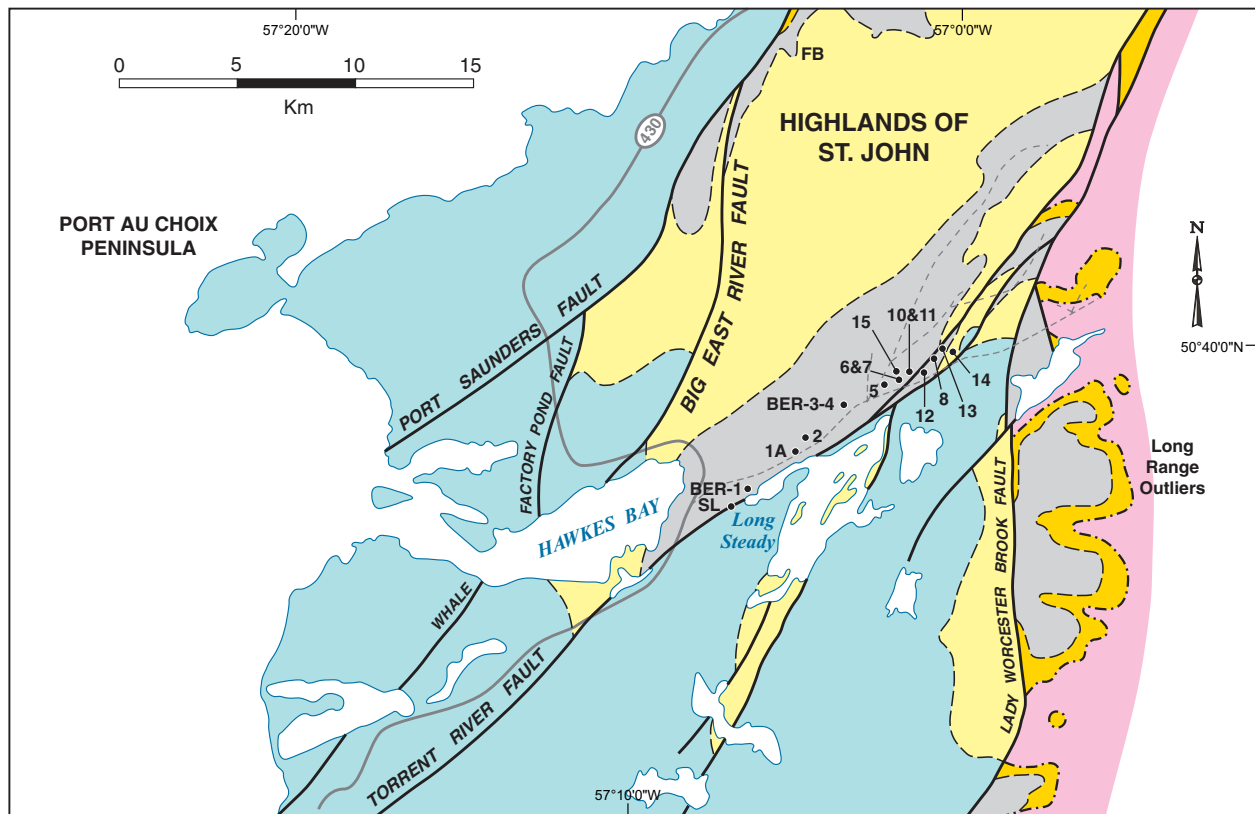 57°20'0"W
57°0'0"W
0 5 10 15
Km
FB
430
HIGHLANDS OF
ST. JOHN
PORT AU CHOIX
PENINSULA
N
BIG EAST RIVER FAULT
PORT SAUNDERS FAULT
FACTORY POND FAULT
50°40'0"N
15
10&11
6&7
5
14
BER-3-4
12
8
13
2
1A
BER-1
SL
Long
Steady
HAWKES BAY
Long
Range
Outliers
LADY WORCESTER BROOK FAULT
WHALE
TORRENT RIVER FAULT
57°10'0"W